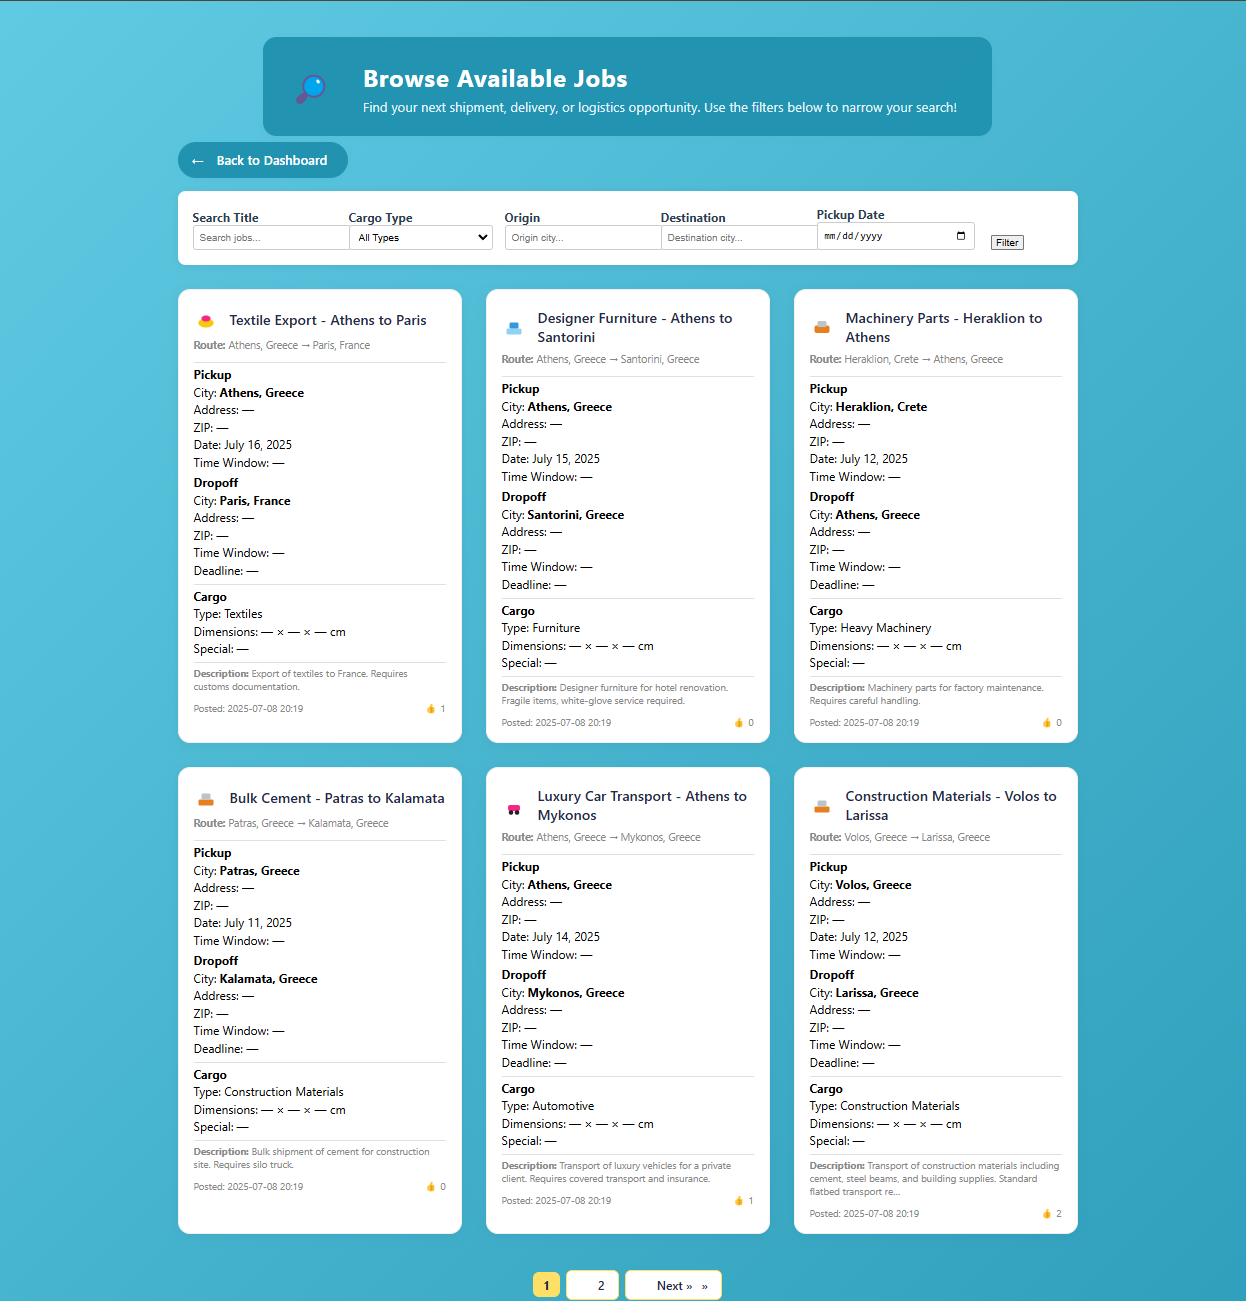 Browse Available Jobs
Find your next shipment, delivery, or logistics opportunity. Use the filters below to narrow your search!
← Back to Dashboard
Search Title
Search jobs...
Cargo Type
All Types
Origin
Origin city...
Destination
Destination city...
Pickup Date
mm/dd/yyyy
Filter
Textile Export - Athens to Paris
Route: Athens, Greece → Paris, France
Pickup
City: Athens, Greece
Address: —
ZIP: —
Date: July 16, 2025
Time Window: —
Dropoff
City: Paris, France
Address: —
ZIP: —
Time Window: —
Deadline: —
Cargo
Type: Textiles
Dimensions: — × — × — cm
Special: —
Description: Export of textiles to France. Requires
customs documentation.
Posted: 2025-07-08 20:19
👍 1
Designer Furniture - Athens to
Santorini
Route: Athens, Greece → Santorini, Greece
Pickup
City: Athens, Greece
Address: —
ZIP: —
Date: July 15, 2025
Time Window: —
Dropoff
City: Santorini, Greece
Address: —
ZIP: —
Time Window: —
Deadline: —
Cargo
Type: Furniture
Dimensions: — × — × — cm
Special: —
Description: Designer furniture for hotel renovation.
Fragile items, white-glove service required.
Posted: 2025-07-08 20:19
👍 0
Machinery Parts - Heraklion to
Athens
Route: Heraklion, Crete → Athens, Greece
Pickup
City: Heraklion, Crete
Address: —
ZIP: —
Date: July 12, 2025
Time Window: —
Dropoff
City: Athens, Greece
Address: —
ZIP: —
Time Window: —
Deadline: —
Cargo
Type: Heavy Machinery
Dimensions: — × — × — cm
Special: —
Description: Machinery parts for factory maintenance.
Requires careful handling.
Posted: 2025-07-08 20:19
👍 0
Bulk Cement - Patras to Kalamata
Route: Patras, Greece → Kalamata, Greece
Pickup
City: Patras, Greece
Address: —
ZIP: —
Date: July 11, 2025
Time Window: —
Dropoff
City: Kalamata, Greece
Address: —
ZIP: —
Time Window: —
Deadline: —
Cargo
Type: Construction Materials
Dimensions: — × — × — cm
Special: —
Description: Bulk shipment of cement for construction
site. Requires silo truck.
Posted: 2025-07-08 20:19
👍 0
Luxury Car Transport - Athens to
Mykonos
Route: Athens, Greece → Mykonos, Greece
Pickup
City: Athens, Greece
Address: —
ZIP: —
Date: July 14, 2025
Time Window: —
Dropoff
City: Mykonos, Greece
Address: —
ZIP: —
Time Window: —
Deadline: —
Cargo
Type: Automotive
Dimensions: — × — × — cm
Special: —
Description: Transport of luxury vehicles for a private
client. Requires covered transport and insurance.
Posted: 2025-07-08 20:19
👍 1
Construction Materials - Volos to
Larissa
Route: Volos, Greece → Larissa, Greece
Pickup
City: Volos, Greece
Address: —
ZIP: —
Date: July 12, 2025
Time Window: —
Dropoff
City: Larissa, Greece
Address: —
ZIP: —
Time Window: —
Deadline: —
Cargo
Type: Construction Materials
Dimensions: — × — × — cm
Special: —
Description: Transport of construction materials including
cement, steel beams, and building supplies. Standard
flatbed transport re...
Posted: 2025-07-08 20:19
👍 2
1
2
Next » »